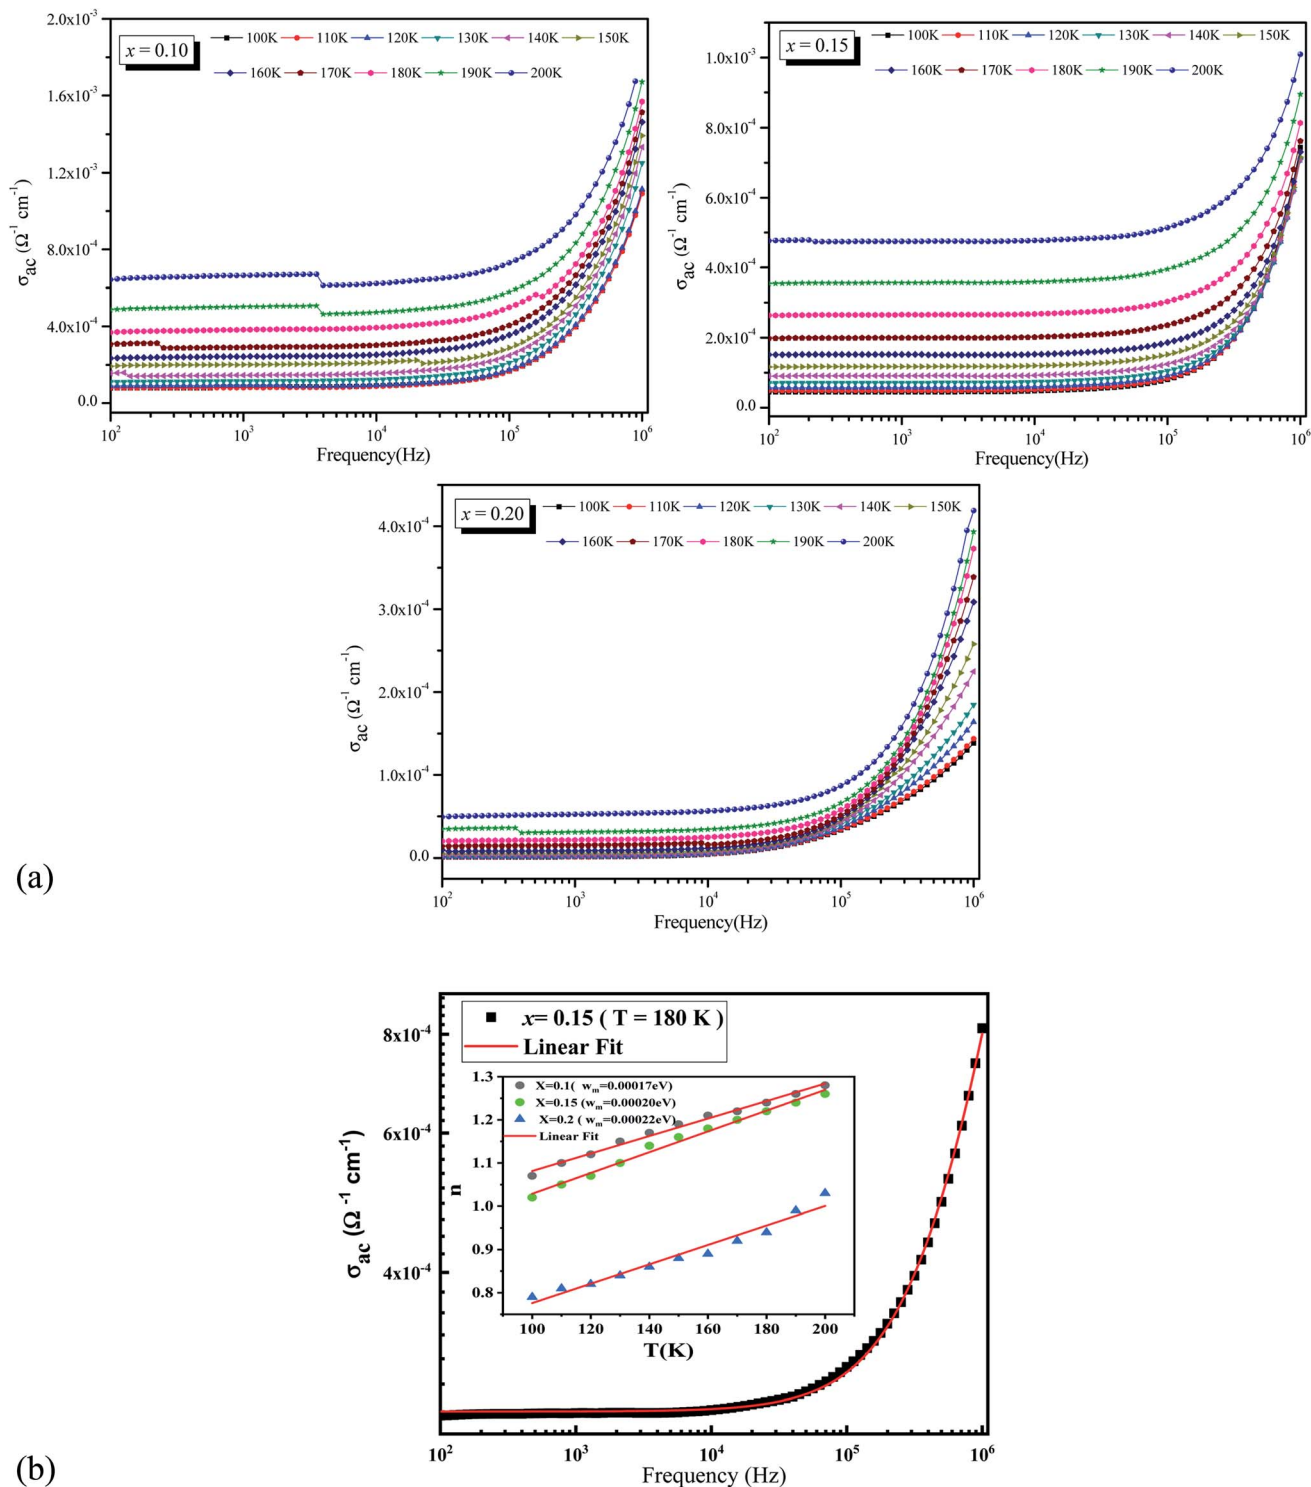 x = 0.10
100K 110K 120K 130K 140K 150K
160K 170K 180K 190K 200K
2.0x10⁻³
1.6x10⁻³
1.2x10⁻³
8.0x10⁻⁴
4.0x10⁻⁴
0.0
σac (Ω⁻¹ cm⁻¹)
10² 10³ 10⁴ 10⁵ 10⁶
Frequency(Hz)
x = 0.15
100K 110K 120K 130K 140K 150K
160K 170K 180K 190K 200K
1.0x10⁻³
8.0x10⁻⁴
6.0x10⁻⁴
4.0x10⁻⁴
2.0x10⁻⁴
0.0
σac (Ω⁻¹ cm⁻¹)
10² 10³ 10⁴ 10⁵ 10⁶
Frequency(Hz)
x = 0.20
100K 110K 120K 130K 140K 150K
160K 170K 180K 190K 200K
4.0x10⁻⁴
3.0x10⁻⁴
2.0x10⁻⁴
1.0x10⁻⁴
0.0
σac (Ω⁻¹ cm⁻¹)
10² 10³ 10⁴ 10⁵ 10⁶
Frequency(Hz)
(a)
x= 0.15 ( T = 180 K )
Linear Fit
8x10⁻⁴
6x10⁻⁴
4x10⁻⁴
σac (Ω⁻¹ cm⁻¹)
X=0.1( wm=0.00017eV)
X=0.15 (wm=0.00020eV)
X=0.2 ( wm=0.00022eV)
Linear Fit
1.3
1.2
1.1
1.0
0.9
0.8
n
100 120 140 160 180 200
T(K)
10² 10³ 10⁴ 10⁵ 10⁶
Frequency (Hz)
(b)